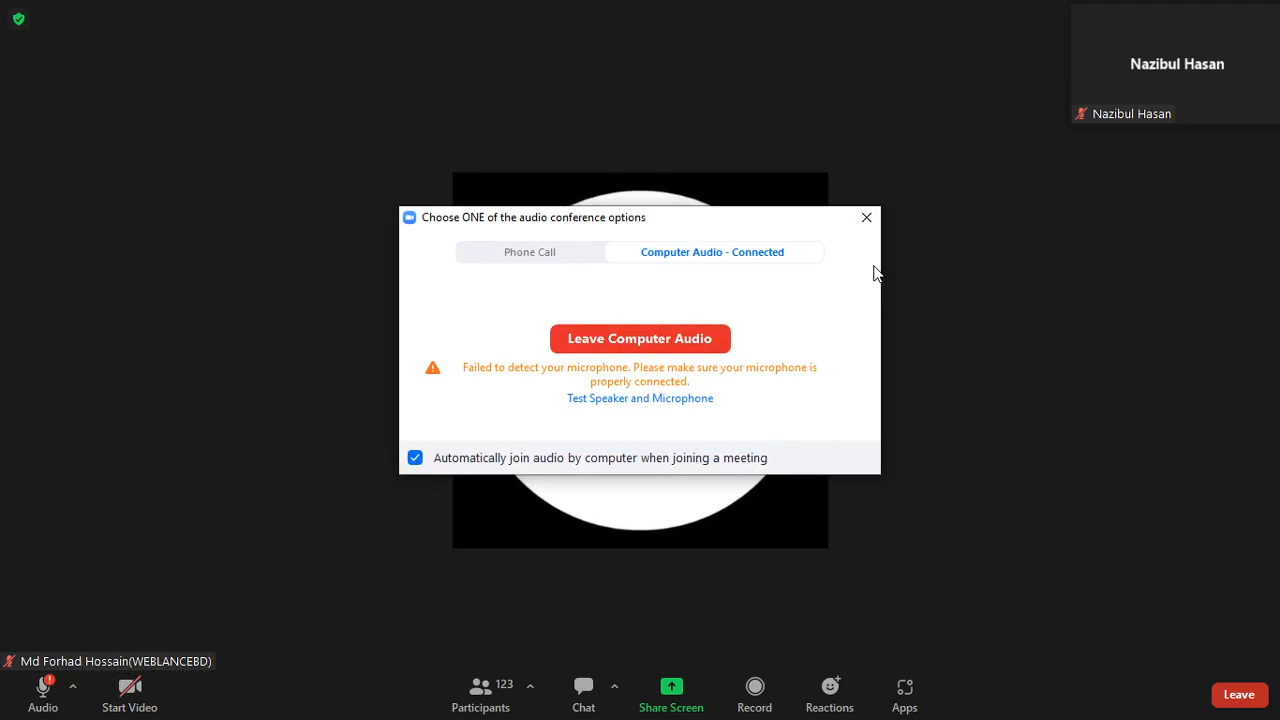 Nazibul Hasan
Nazibul Hasan
Choose ONE of the audio conference options
Phone Call
Computer Audio - Connected
Leave Computer Audio
Failed to detect your microphone. Please make sure your microphone is
properly connected.
Test Speaker and Microphone
Automatically join audio by computer when joining a meeting
Md Forhad Hossain(WEBLANCEBD)
Audio
Start Video
123
Participants
Chat
Share Screen
Record
Reactions
Apps
Leave